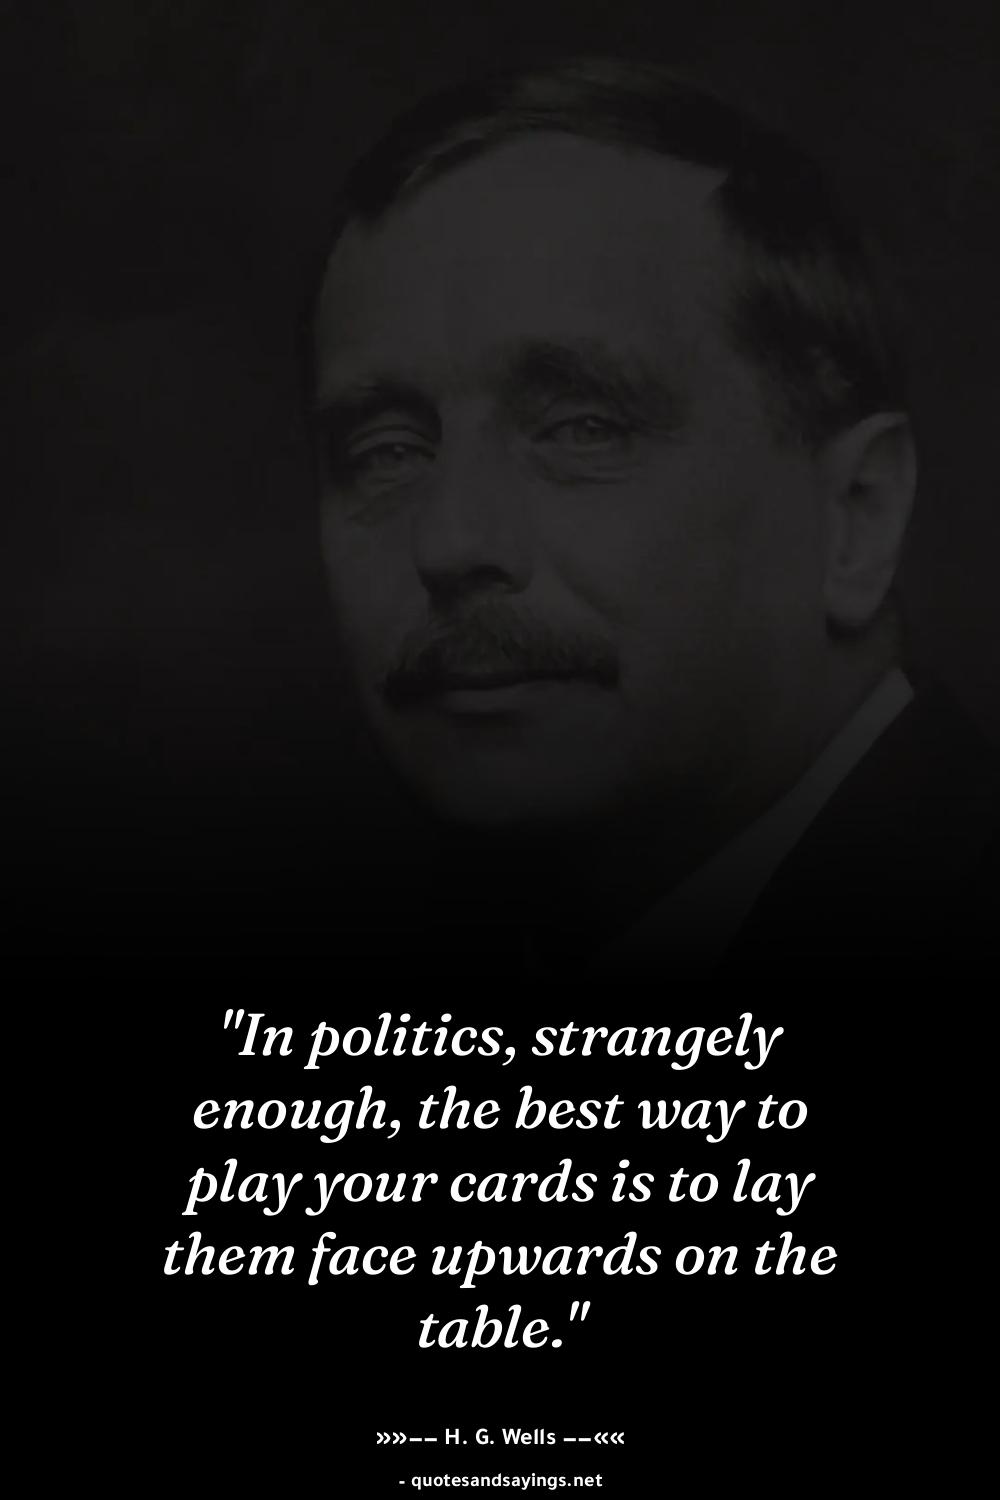 "In politics, strangely
enough, the best way to
play your cards is to lay
them face upwards on the
table."
»»—— H. G. Wells ——««
- quotesandsayings.net